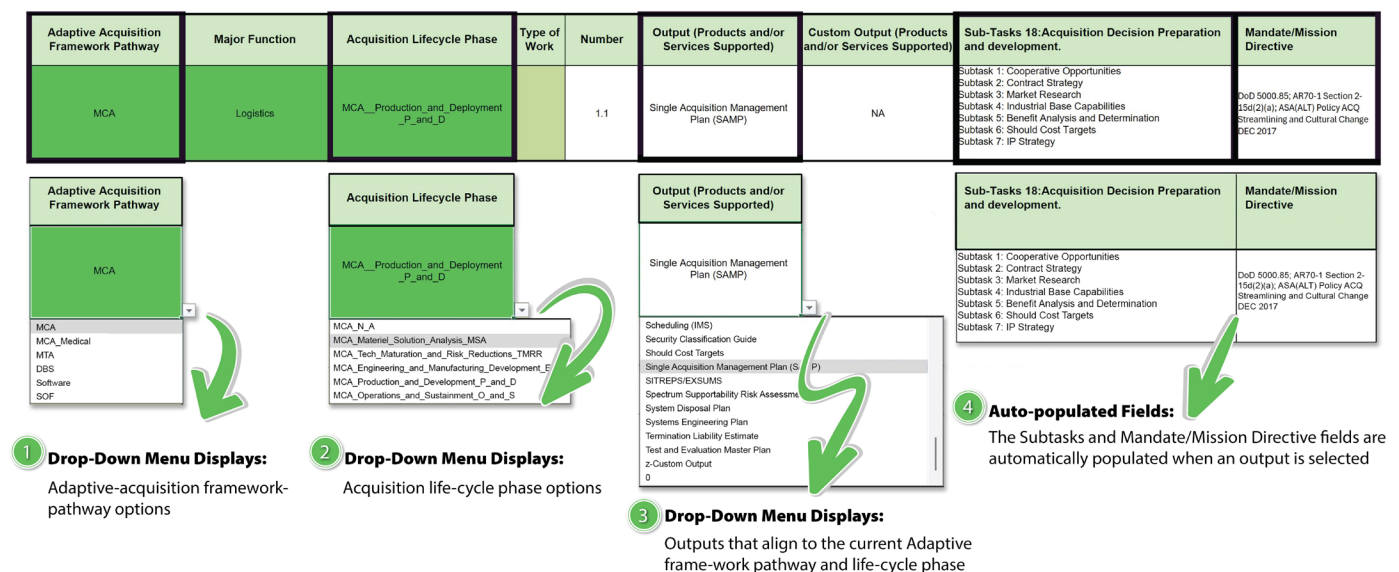 Adaptive Acquisition
Framework Pathway
Major Function
Acquisition Lifecycle Phase
Type of
Work
Number
Output (Products and/or
Services Supported)
Custom Output (Products
and/or Services Supported)
Sub-Tasks 18:Acquisition Decision Preparation
and development.
Mandate/Mission
Directive
MCA
Logistics
MCA__Production_and_Deployment
_P_and_D
1.1
Single Acquisition Management
Plan (SAMP)
NA
Subtask 1: Cooperative Opportunities
Subtask 2: Contract Strategy
Subtask 3: Market Research
Subtask 4: Industrial Base Capabilities
Subtask 5: Benefit Analysis and Determination
Subtask 6: Should Cost Targets
Subtask 7: IP Strategy
DoD 5000.85; AR70-1 Section 2-
15d(2)(a); ASA(ALT) Policy ACQ
Streamlining and Cultural Change
DEC 2017
Adaptive Acquisition
Framework Pathway
MCA
MCA
MCA_Medical
MTA
DBS
Software
SOF
1
Drop-Down Menu Displays:
Adaptive-acquisition framework-
pathway options
Acquisition Lifecycle Phase
MCA__Production_and_Deployment
_P_and_D
MCA_N_A
MCA_Materiel_Solution_Analysis_MSA
MCA_Tech_Maturation_and_Risk_Reductions_TMRR
MCA_Engineering_and_Manufacturing_Development_E
MCA_Production_and_Development_P_and_D
MCA_Operations_and_Sustainment_O_and_S
2
Drop-Down Menu Displays:
Acquisition life-cycle phase options
Output (Products and/or
Services Supported)
Single Acquisition Management
Plan (SAMP)
Scheduling (IMS)
Security Classification Guide
Should Cost Targets
Single Acquisition Management Plan (SAMP)
SITREPS/EXSUMS
Spectrum Supportability Risk Assessme
System Disposal Plan
Systems Engineering Plan
Termination Liability Estimate
Test and Evaluation Master Plan
z-Custom Output
0
3
Drop-Down Menu Displays:
Outputs that align to the current Adaptive
frame-work pathway and life-cycle phase
Sub-Tasks 18:Acquisition Decision Preparation
and development.
Mandate/Mission
Directive
Subtask 1: Cooperative Opportunities
Subtask 2: Contract Strategy
Subtask 3: Market Research
Subtask 4: Industrial Base Capabilities
Subtask 5: Benefit Analysis and Determination
Subtask 6: Should Cost Targets
Subtask 7: IP Strategy
DoD 5000.85; AR70-1 Section 2-
15d(2)(a); ASA(ALT) Policy ACQ
Streamlining and Cultural Change
DEC 2017
4
Auto-populated Fields:
The Subtasks and Mandate/Mission Directive fields are
automatically populated when an output is selected